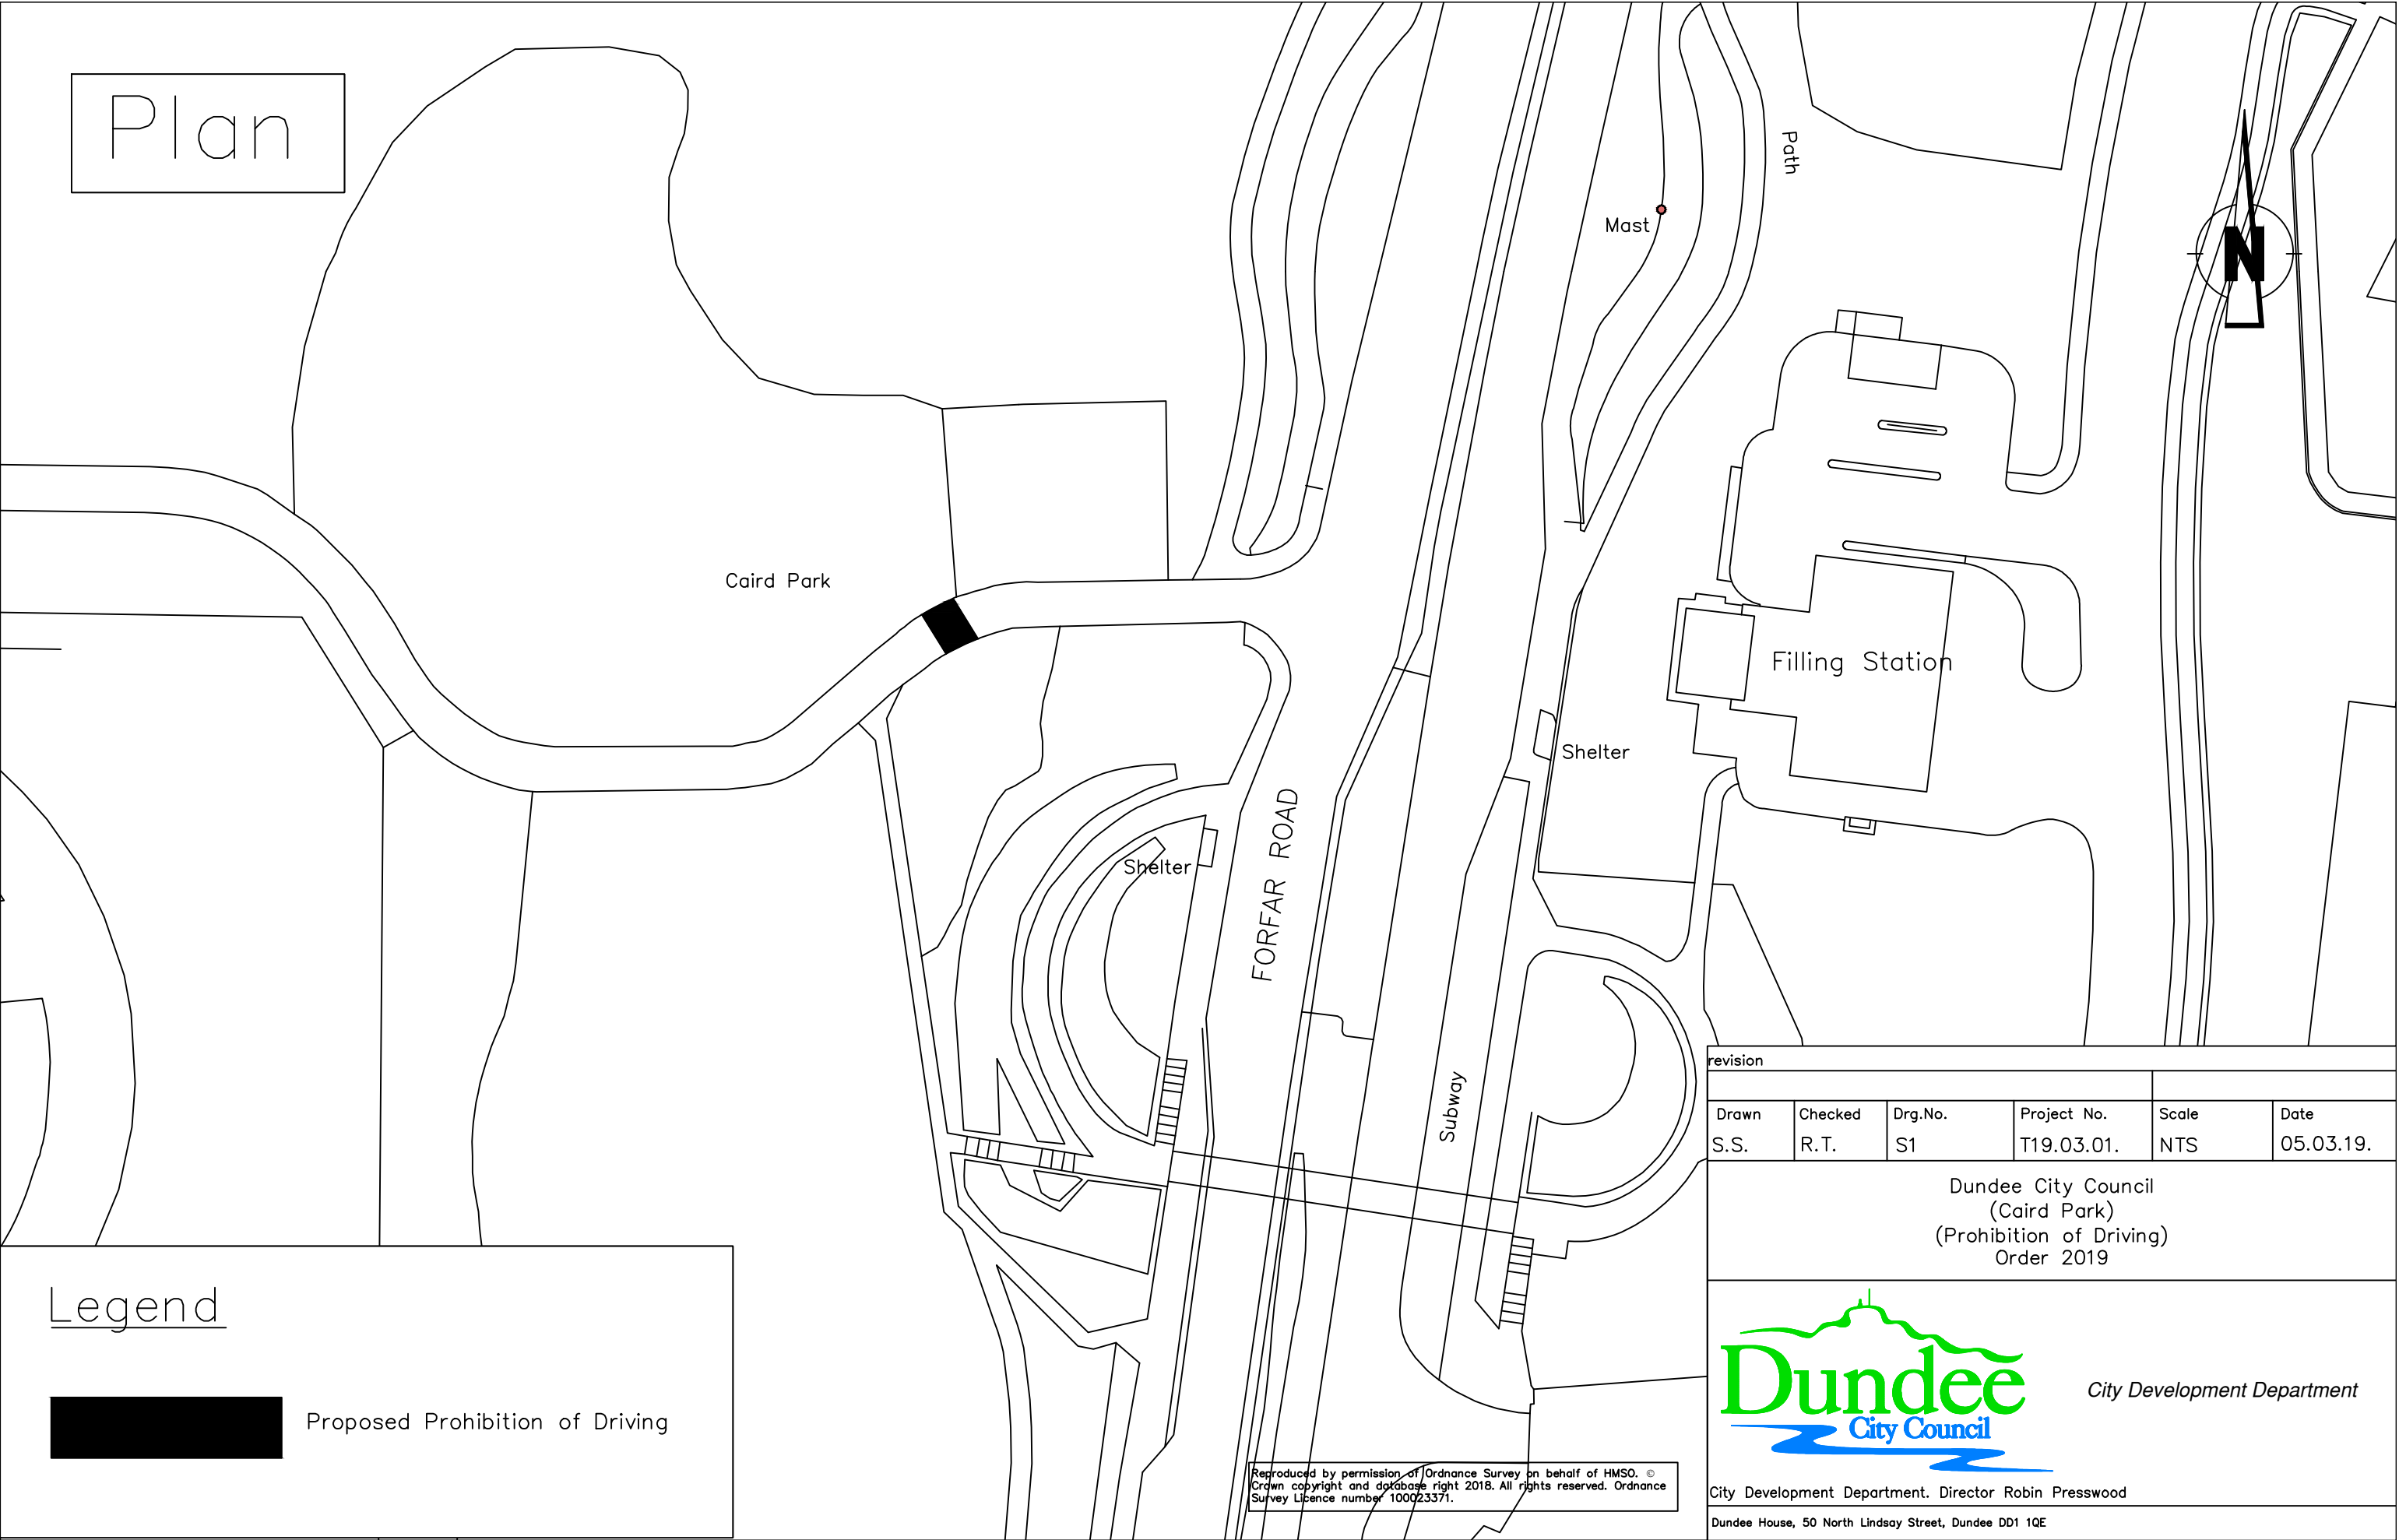 Plan
Path
Mast
N
Caird Park
Filling Station
Shelter
Shelter
FORFAR ROAD
Subway
Legend
Proposed Prohibition of Driving
Reproduced by permission of Ordnance Survey on behalf of HMSO. ©
Crown copyright and database right 2018. All rights reserved. Ordnance
Survey Licence number 100023371.
revision
Drawn Checked Drg.No. Project No. Scale Date
S.S. R.T. S1 T19.03.01. NTS 05.03.19.
Dundee City Council
(Caird Park)
(Prohibition of Driving)
Order 2019
Dundee
City Council
City Development Department
City Development Department. Director Robin Presswood
Dundee House, 50 North Lindsay Street, Dundee DD1 1QE